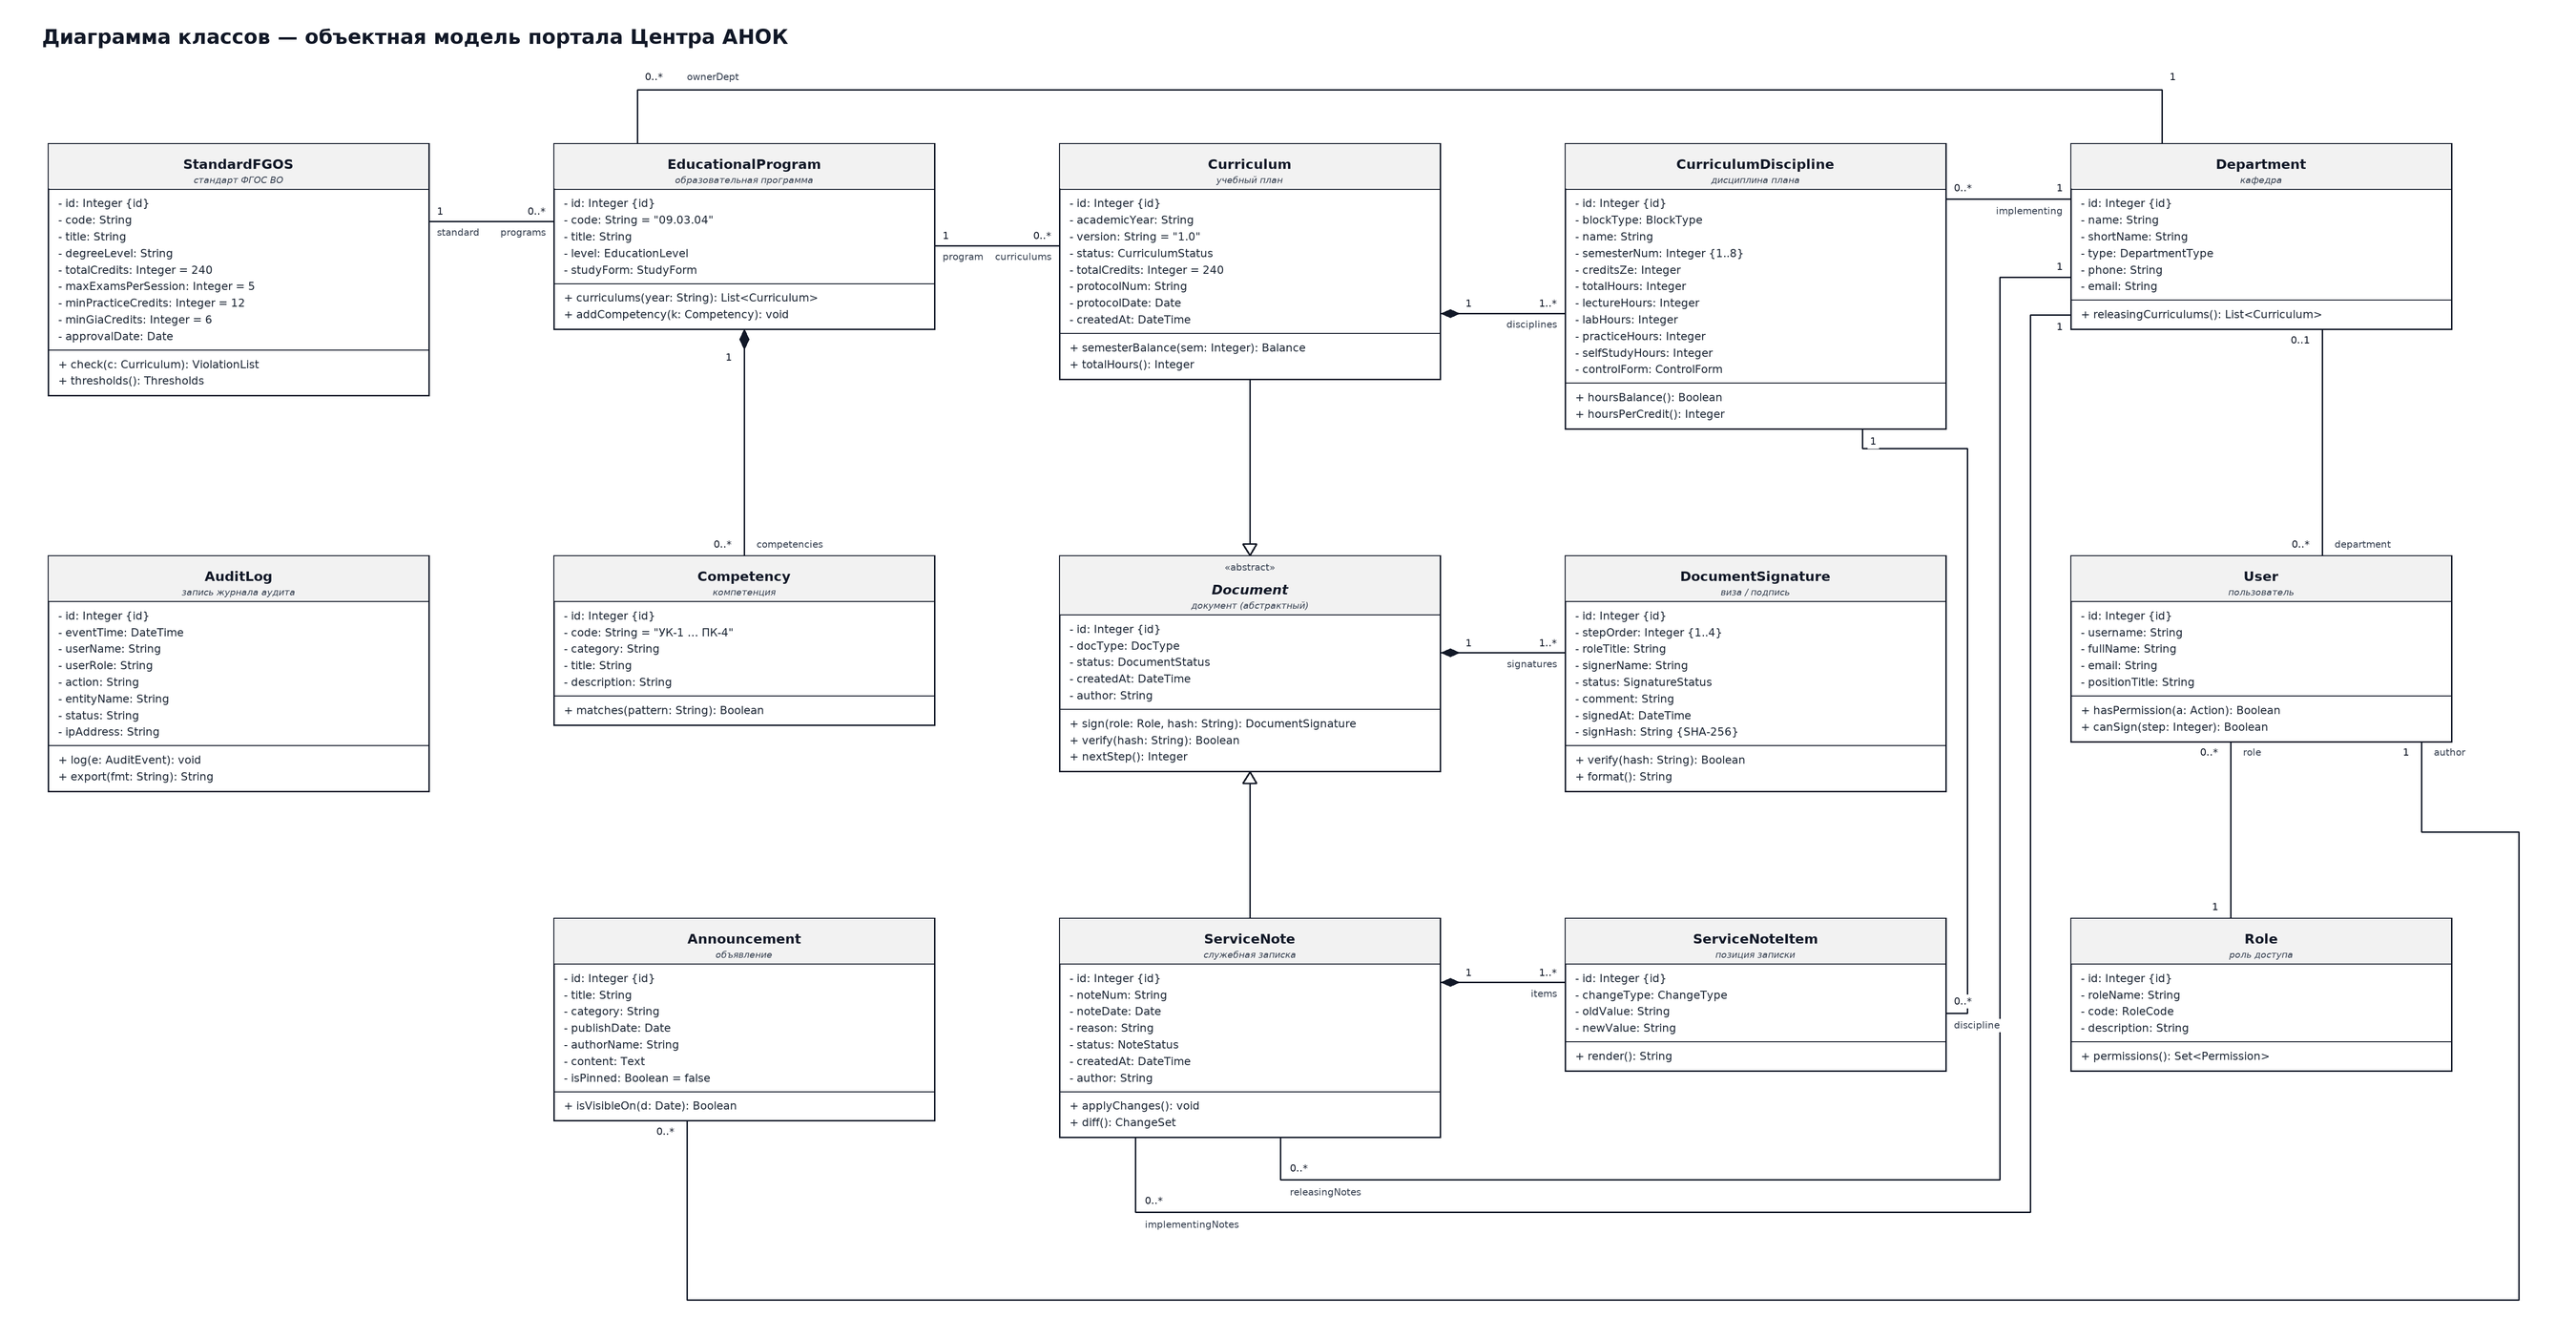 Диаграмма классов — объектная модель портала Центра АНОК
0..* ownerDept 1
StandardFGOS
стандарт ФГОС ВО
- id: Integer {id}
- code: String
- title: String
- degreeLevel: String
- totalCredits: Integer = 240
- maxExamsPerSession: Integer = 5
- minPracticeCredits: Integer = 12
- minGiaCredits: Integer = 6
- approvalDate: Date
+ check(c: Curriculum): ViolationList
+ thresholds(): Thresholds
1 0..*
standard programs
EducationalProgram
образовательная программа
- id: Integer {id}
- code: String = "09.03.04"
- title: String
- level: EducationLevel
- studyForm: StudyForm
+ curriculums(year: String): List<Curriculum>
+ addCompetency(k: Competency): void
1 0..*
program curriculums
Curriculum
учебный план
- id: Integer {id}
- academicYear: String
- version: String = "1.0"
- status: CurriculumStatus
- totalCredits: Integer = 240
- protocolNum: String
- protocolDate: Date
- createdAt: DateTime
+ semesterBalance(sem: Integer): Balance
+ totalHours(): Integer
1 1..*
disciplines
CurriculumDiscipline
дисциплина плана
- id: Integer {id}
- blockType: BlockType
- name: String
- semesterNum: Integer {1..8}
- creditsZe: Integer
- totalHours: Integer
- lectureHours: Integer
- labHours: Integer
- practiceHours: Integer
- selfStudyHours: Integer
- controlForm: ControlForm
+ hoursBalance(): Boolean
+ hoursPerCredit(): Integer
0..* 1
implementing
1
1
Department
кафедра
- id: Integer {id}
- name: String
- shortName: String
- type: DepartmentType
- phone: String
- email: String
+ releasingCurriculums(): List<Curriculum>
1
0..* competencies
1
0..1
0..* department
AuditLog
запись журнала аудита
- id: Integer {id}
- eventTime: DateTime
- userName: String
- userRole: String
- action: String
- entityName: String
- status: String
- ipAddress: String
+ log(e: AuditEvent): void
+ export(fmt: String): String
Competency
компетенция
- id: Integer {id}
- code: String = "УК-1 … ПК-4"
- category: String
- title: String
- description: String
+ matches(pattern: String): Boolean
«abstract»
Document
документ (абстрактный)
- id: Integer {id}
- docType: DocType
- status: DocumentStatus
- createdAt: DateTime
- author: String
+ sign(role: Role, hash: String): DocumentSignature
+ verify(hash: String): Boolean
+ nextStep(): Integer
1 1..*
signatures
DocumentSignature
виза / подпись
- id: Integer {id}
- stepOrder: Integer {1..4}
- roleTitle: String
- signerName: String
- status: SignatureStatus
- comment: String
- signedAt: DateTime
- signHash: String {SHA-256}
+ verify(hash: String): Boolean
+ format(): String
User
пользователь
- id: Integer {id}
- username: String
- fullName: String
- email: String
- positionTitle: String
+ hasPermission(a: Action): Boolean
+ canSign(step: Integer): Boolean
0..* role 1 author
1
Announcement
объявление
- id: Integer {id}
- title: String
- category: String
- publishDate: Date
- authorName: String
- content: Text
- isPinned: Boolean = false
+ isVisibleOn(d: Date): Boolean
0..*
ServiceNote
служебная записка
- id: Integer {id}
- noteNum: String
- noteDate: Date
- reason: String
- status: NoteStatus
- createdAt: DateTime
- author: String
+ applyChanges(): void
+ diff(): ChangeSet
1 1..*
items
ServiceNoteItem
позиция записки
- id: Integer {id}
- changeType: ChangeType
- oldValue: String
- newValue: String
+ render(): String
0..*
discipline
Role
роль доступа
- id: Integer {id}
- roleName: String
- code: RoleCode
- description: String
+ permissions(): Set<Permission>
0..*
releasingNotes
0..*
implementingNotes